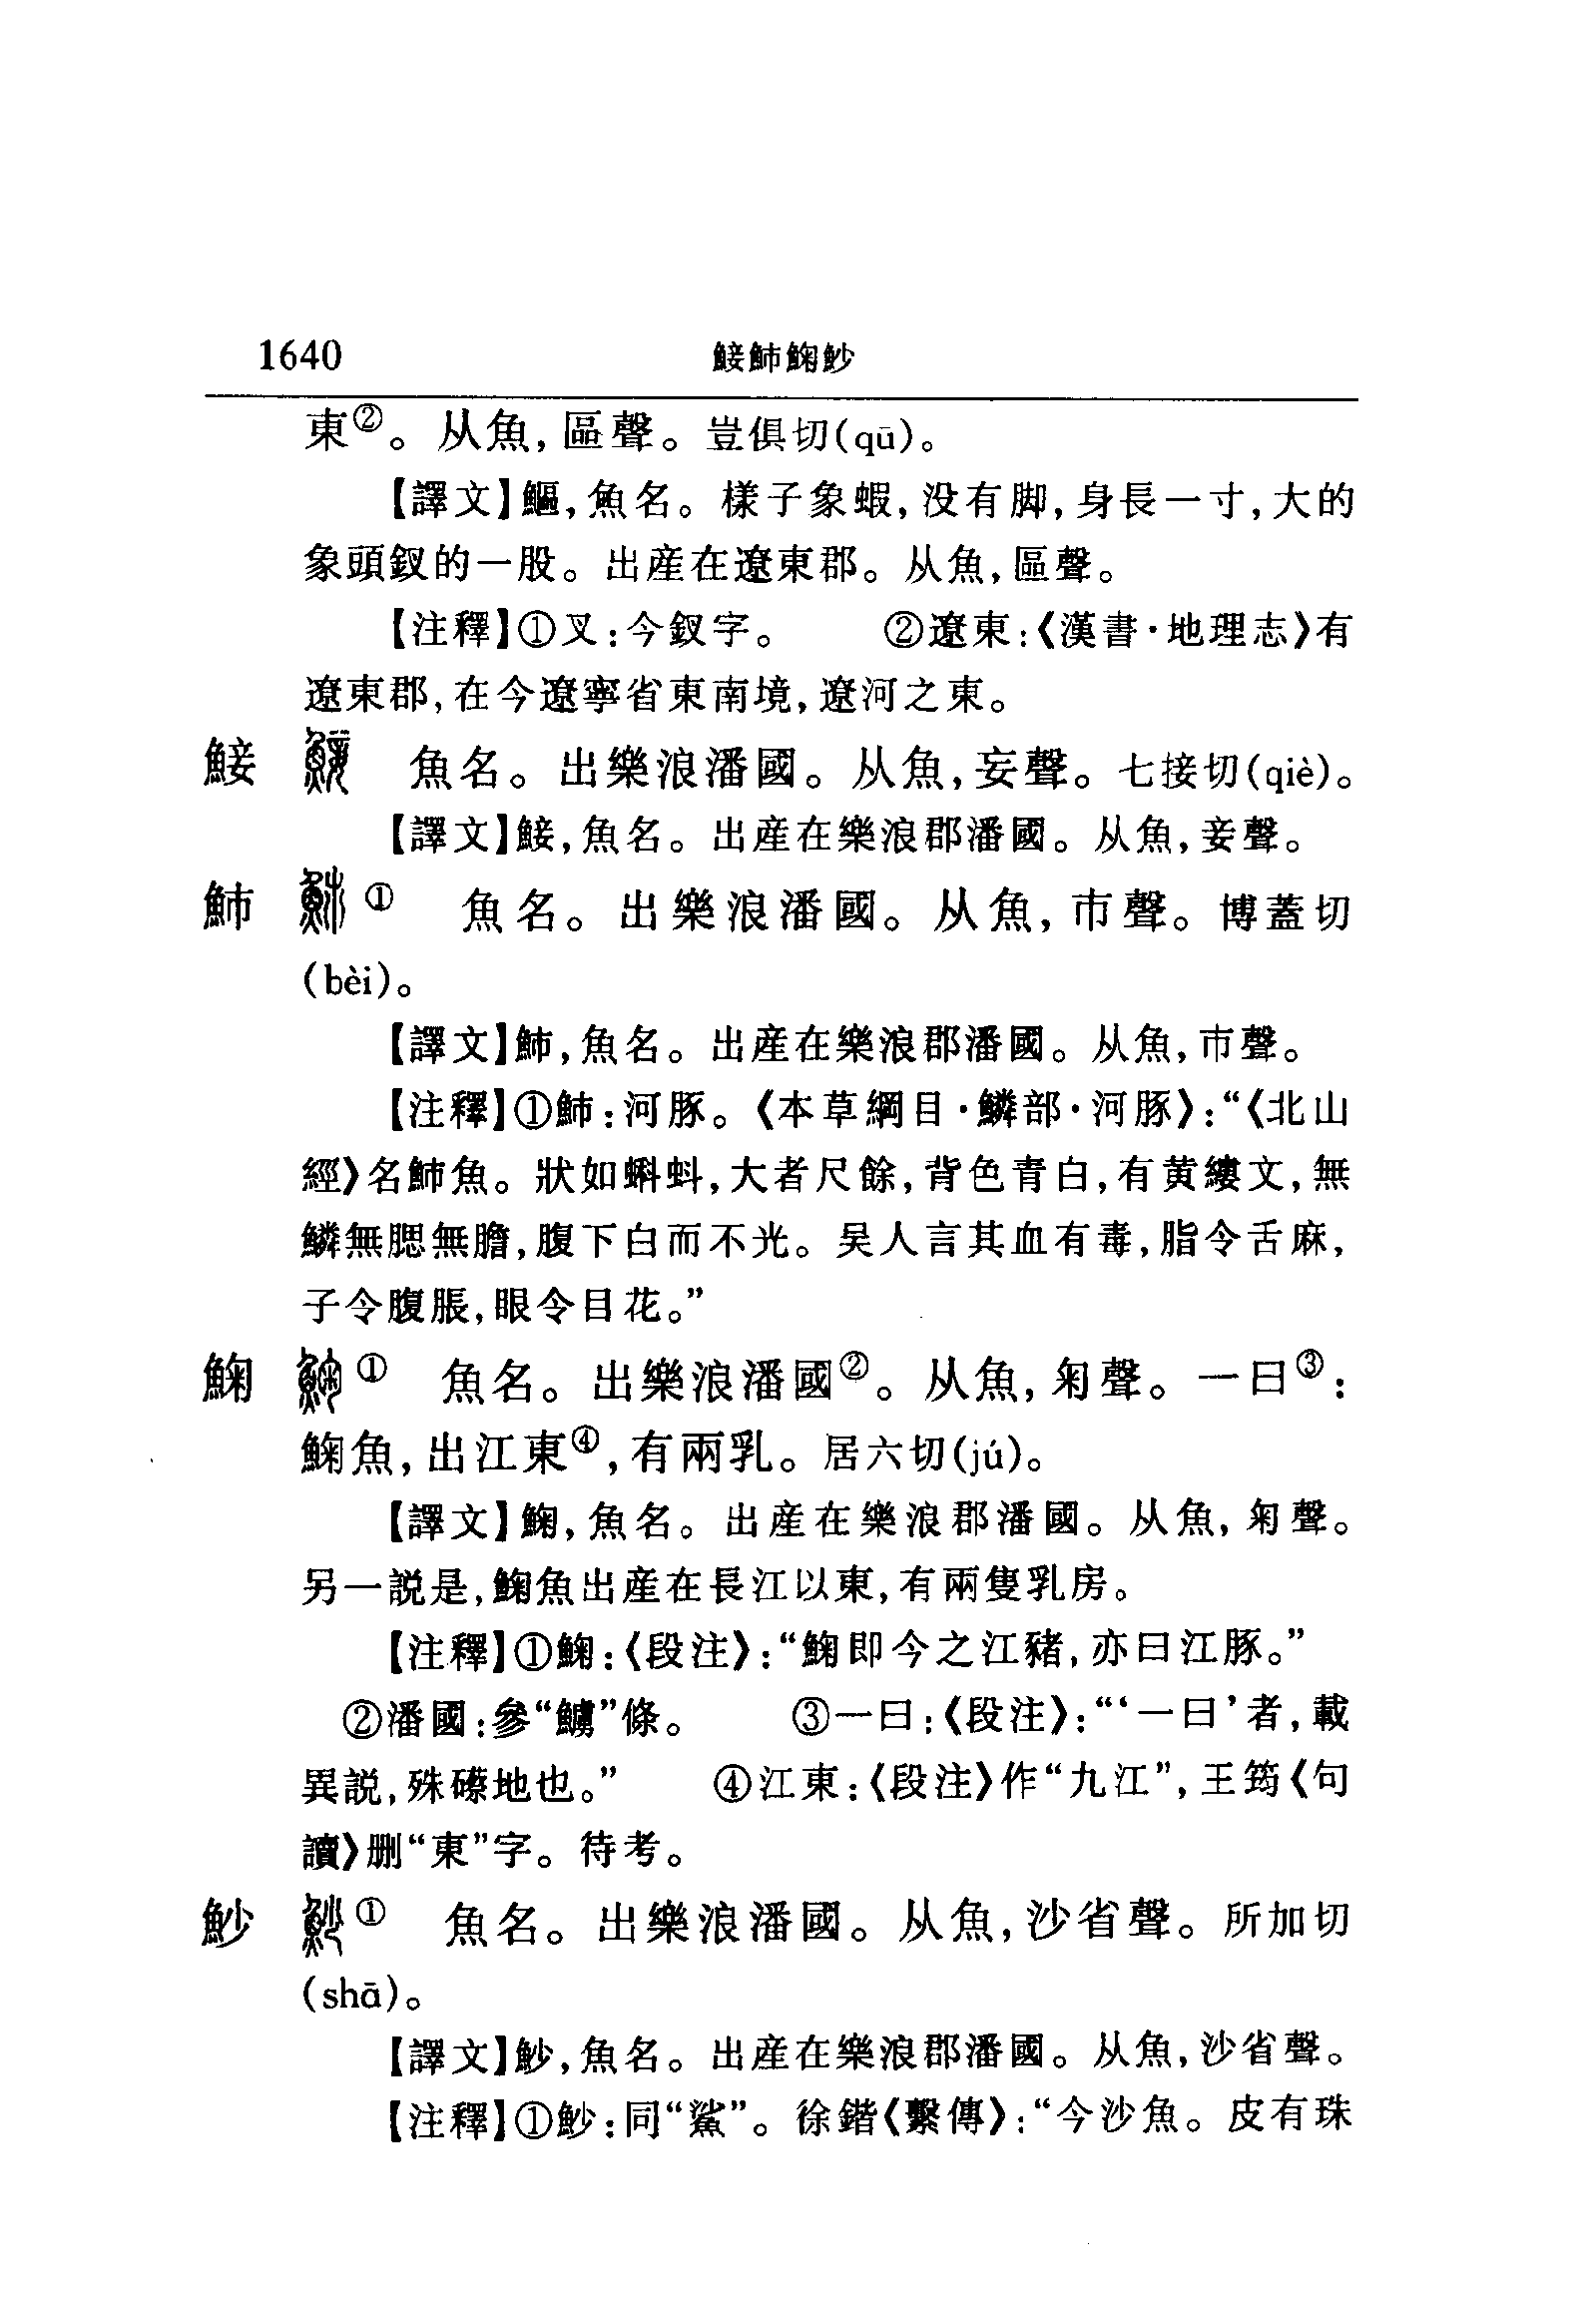 1640 鯜䰽鮈魦
東②。从魚,區聲。豈俱切(qū)。
【譯文】鰸,魚名。樣子象蝦,没有脚,身長一寸,大的
象頭釵的一股。出産在遼東郡。从魚,區聲。
【注釋】①叉:今釵字。 ②遼東:《漢書·地理志》有
遼東郡,在今遼寧省東南境,遼河之東。
鯜 魚名。出樂浪潘國。从魚,妾聲。七接切(qiè)。
【譯文】鯜,魚名。出産在樂浪郡潘國。从魚,妾聲。
䰽 ① 魚名。出樂浪潘國。从魚,巿聲。博蓋切
(bèi)。
【譯文】䰽,魚名。出産在樂浪郡潘國。从魚,巿聲。
【注釋】①䰽:河豚。《本草綱目·鱗部·河豚》:“《北山
經》名䰽魚。狀如蝌蚪,大者尺餘,背色青白,有黄縷文,無
鱗無腮無膽,腹下白而不光。吴人言其血有毒,脂令舌麻,
子令腹脹,眼令目花。”
䱡 ① 魚名。出樂浪潘國②。从魚,匊聲。一曰③:
䱡魚,出江東④,有兩乳。居六切(jú)。
【譯文】䱡,魚名。出産在樂浪郡潘國。从魚,匊聲。
另一説是,䱡魚出産在長江以東,有兩隻乳房。
【注釋】①䱡:《段注》:“䱡即今之江豬,亦曰江豚。”
②潘國:參“鱳”條。 ③一曰:《段注》:“‘一曰’者,載
異説,殊磔地也。” ④江東:《段注》作“九江”,王筠《句
讀》删“東”字。待考。
魦 ① 魚名。出樂浪潘國。从魚,沙省聲。所加切
(shā)。
【譯文】魦,魚名。出産在樂浪郡潘國。从魚,沙省聲。
【注釋】①魦:同“鯊”。徐鍇《繫傳》:“今沙魚。皮有珠